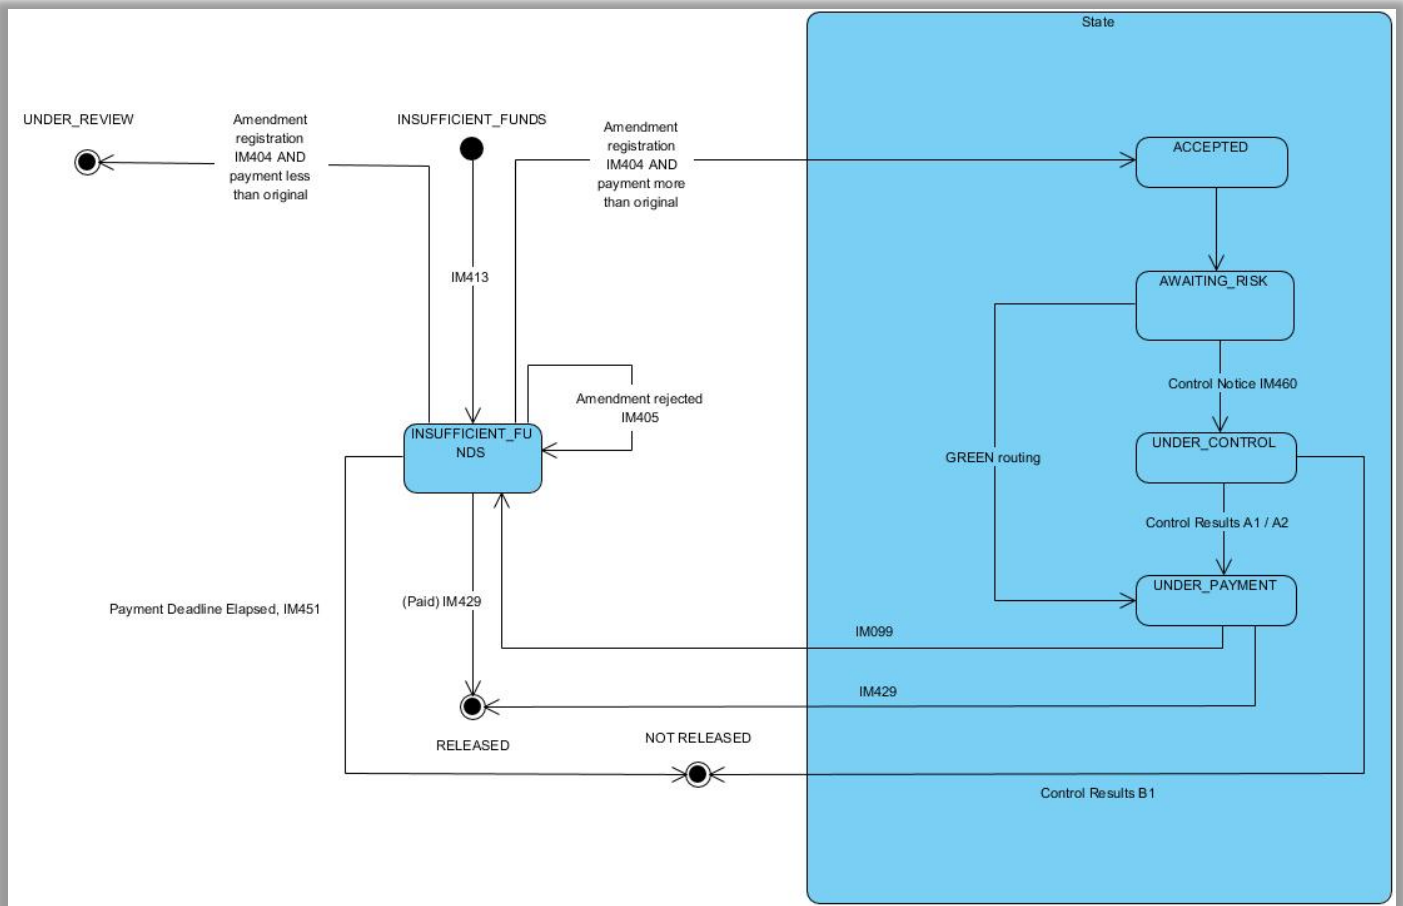 State
UNDER_REVIEW
Amendment
registration
IM404 AND
payment less
than original
INSUFFICIENT_FUNDS
Amendment
registration
IM404 AND
payment more
than original
ACCEPTED
IM413
AWAITING_RISK
Control Notice IM460
Amendment rejected
IM405
INSUFFICIENT_FU
NDS
UNDER_CONTROL
GREEN routing
Control Results A1 / A2
UNDER_PAYMENT
Payment Deadline Elapsed, IM451
(Paid) IM429
IM099
IM429
RELEASED
NOT RELEASED
Control Results B1